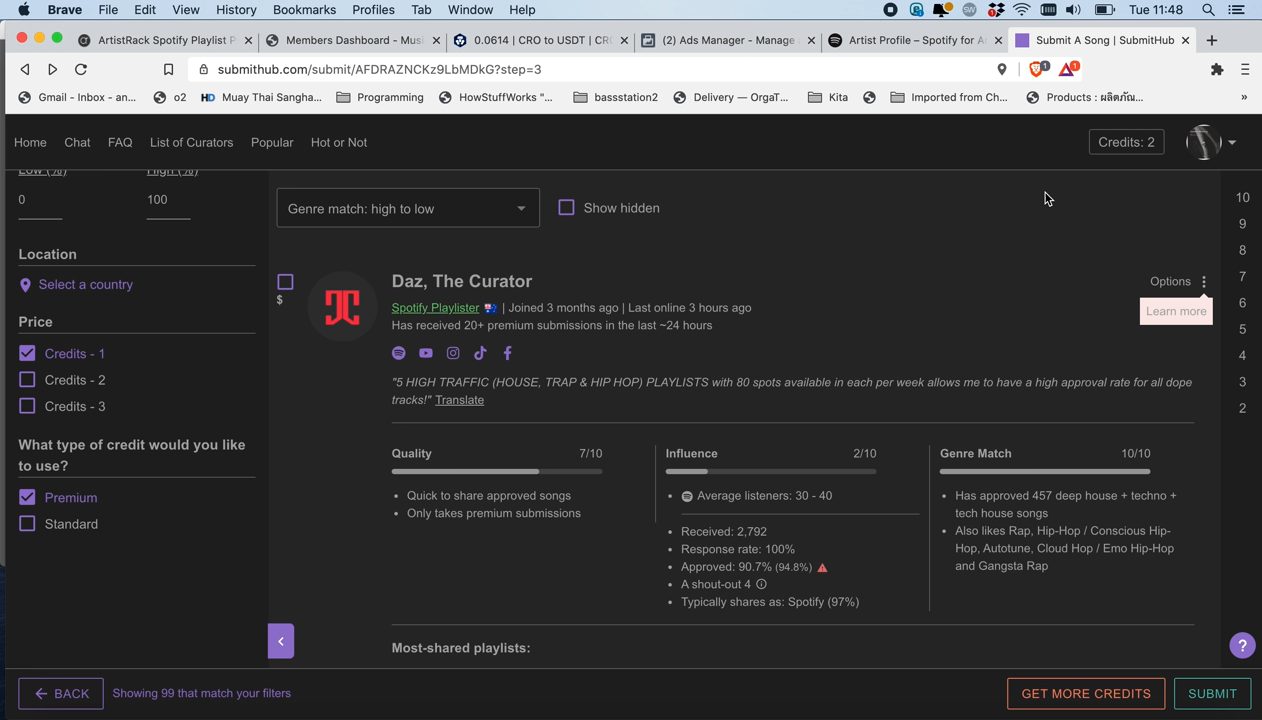 Brave File Edit View History Bookmarks Profiles Tab Window Help Tue 11:48
ArtistRack Spotify Playlist P Members Dashboard - Musi 0.0614 | CRO to USDT | CR (2) Ads Manager - Manage Artist Profile – Spotify for A Submit A Song | SubmitHub
submithub.com/submit/AFDRAZNCKz9LbMDkG?step=3 1 1
Gmail - Inbox - an... o2 HD Muay Thai Sangha... Programming HowStuffWorks "... bassstation2 Delivery — OrgaT... Kita Imported from Ch... Products : ผลิตภัณ... »
Home Chat FAQ List of Curators Popular Hot or Not Credits: 2
Low (%) High (%)
0 100
Genre match: high to low Show hidden
Location
Select a country
Price
Credits - 1
Credits - 2
Credits - 3
What type of credit would you like
to use?
Premium
Standard
$
Daz, The Curator
Options
Learn more
Spotify Playlister | Joined 3 months ago | Last online 3 hours ago
Has received 20+ premium submissions in the last ~24 hours
"5 HIGH TRAFFIC (HOUSE, TRAP & HIP HOP) PLAYLISTS with 80 spots available in each per week allows me to have a high approval rate for all dope
tracks!" Translate
Quality 7/10
• Quick to share approved songs
• Only takes premium submissions
Influence 2/10
• Average listeners: 30 - 40
• Received: 2,792
• Response rate: 100%
• Approved: 90.7% (94.8%)
• A shout-out 4
• Typically shares as: Spotify (97%)
Genre Match 10/10
• Has approved 457 deep house + techno +
tech house songs
• Also likes Rap, Hip-Hop / Conscious Hip-
Hop, Autotune, Cloud Hop / Emo Hip-Hop
and Gangsta Rap
Most-shared playlists:
10
9
8
7
6
5
4
3
2
?
BACK Showing 99 that match your filters GET MORE CREDITS SUBMIT